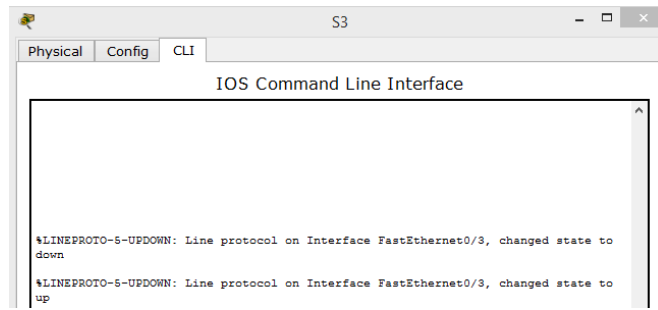 S3
Physical Config CLI
IOS Command Line Interface
%LINEPROTO-5-UPDOWN: Line protocol on Interface FastEthernet0/3, changed state to
down
%LINEPROTO-5-UPDOWN: Line protocol on Interface FastEthernet0/3, changed state to
up